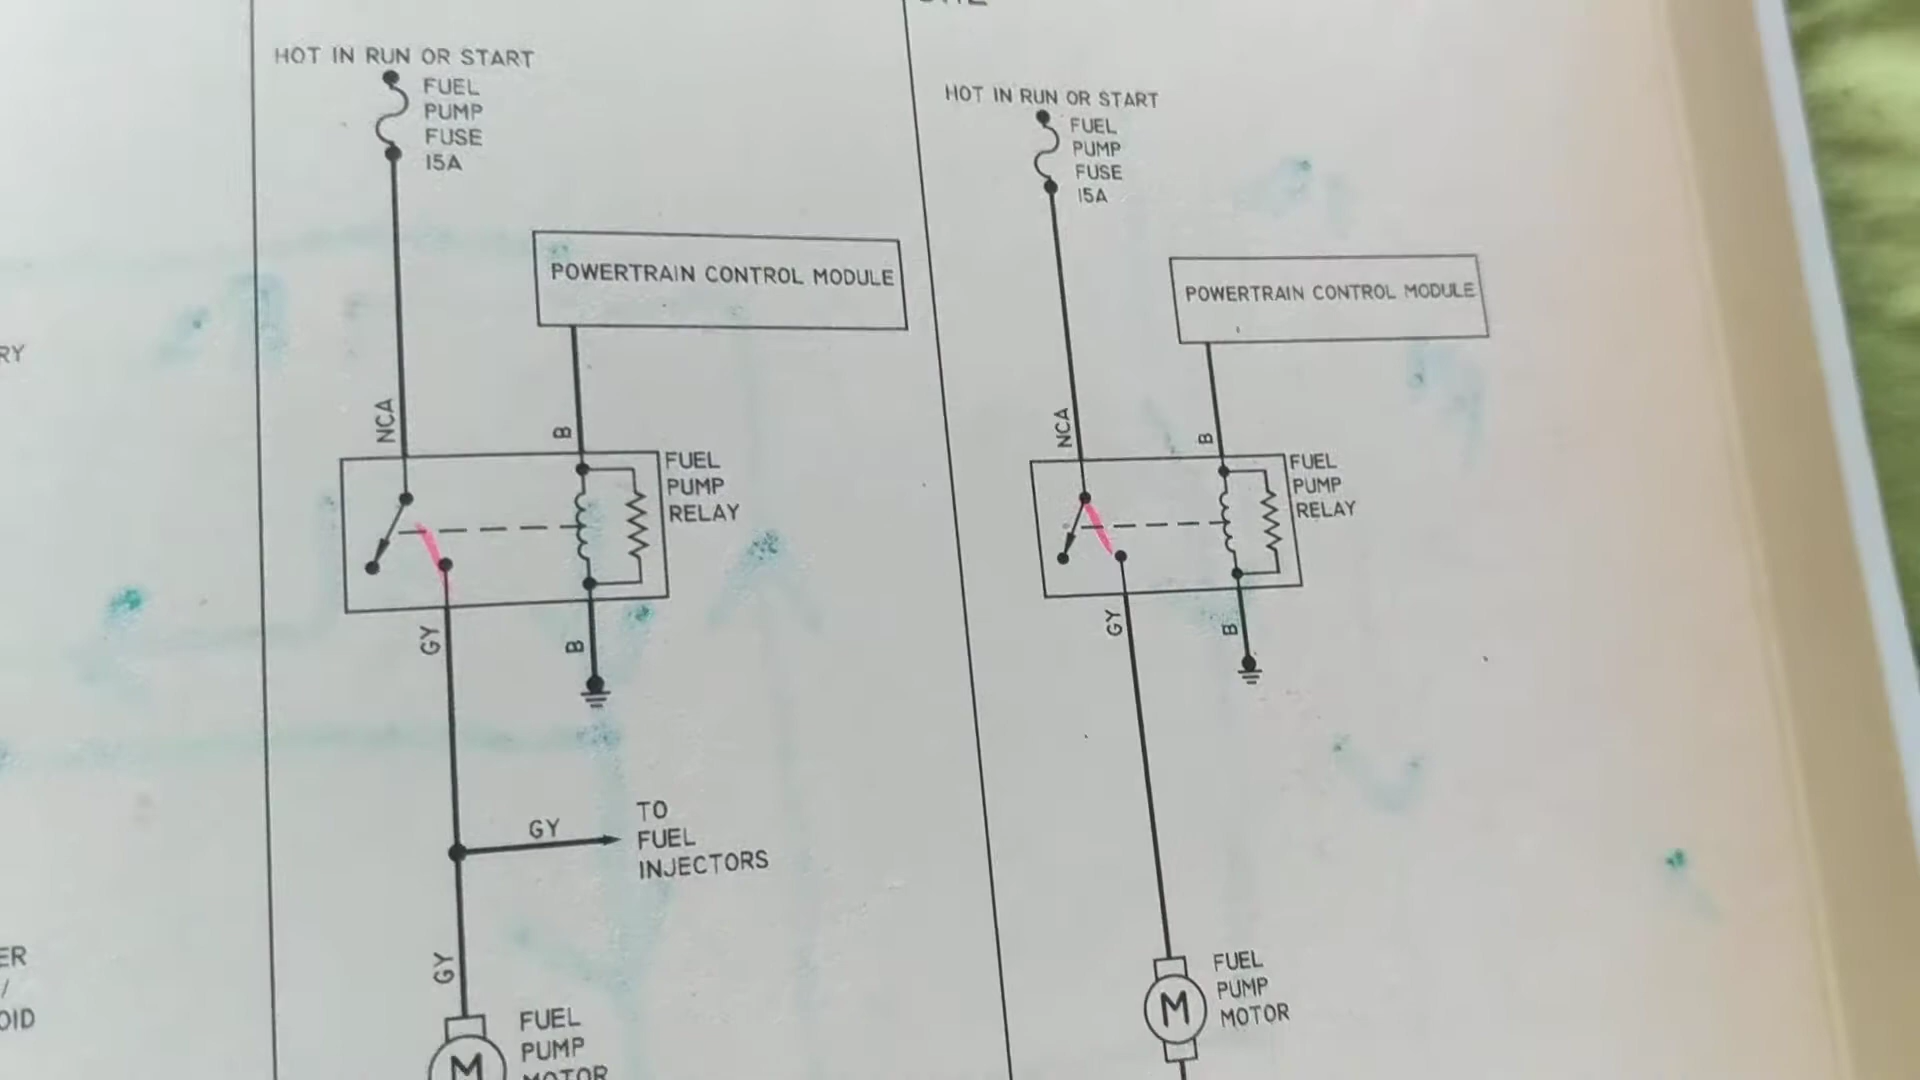 HOT IN RUN OR START
FUEL
PUMP
FUSE
15A
POWERTRAIN CONTROL MODULE
NCA
B
FUEL
PUMP
RELAY
GY
B
GY
TO
FUEL
INJECTORS
GY
M
FUEL
PUMP
MOTOR
HOT IN RUN OR START
FUEL
PUMP
FUSE
15A
POWERTRAIN CONTROL MODULE
NCA
B
FUEL
PUMP
RELAY
GY
B
M
FUEL
PUMP
MOTOR
RY
ER
/
OID